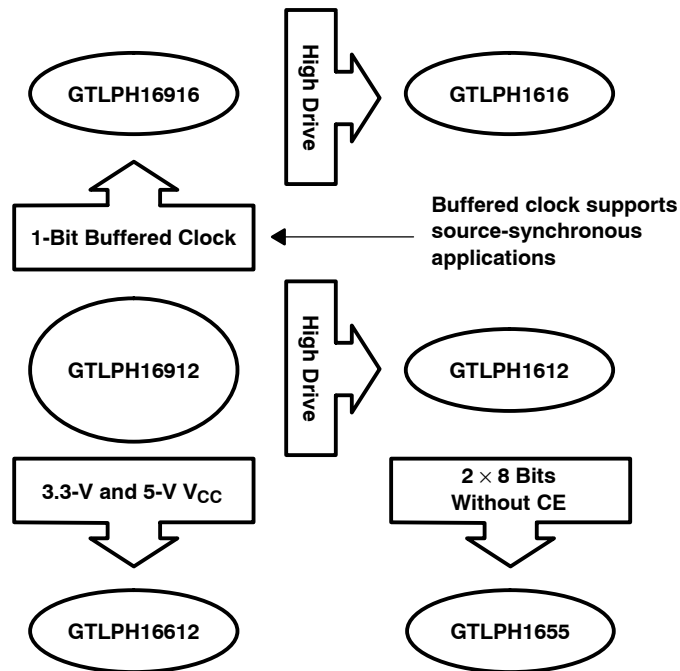 GTLPH16916
High Drive
GTLPH1616
1-Bit Buffered Clock
Buffered clock supports
source-synchronous
applications
GTLPH16912
High Drive
GTLPH1612
3.3-V and 5-V VCC
2 × 8 Bits
Without CE
GTLPH16612
GTLPH1655